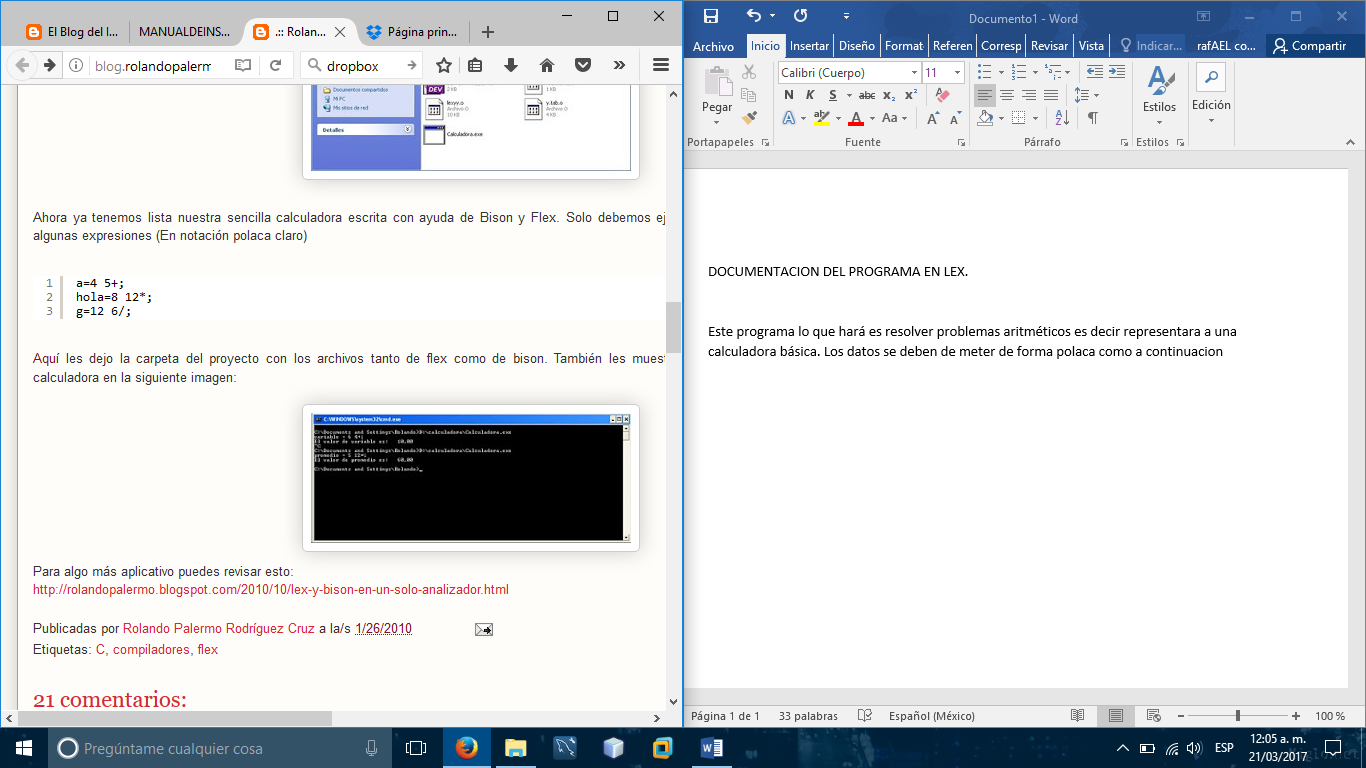 El Blog del I
MANUALDEINS
.:: Rolan...
Página prin...
blog.rolandopalerm
dropbox
Documentos compartidos
Mi PC
Mis sitios de red
Detalles
DEV
2 KB
1 KB
lexyy.o
Archivo O
10 KB
y.tab.o
Archivo O
4 KB
Calculadora.exe
Ahora ya tenemos lista nuestra sencilla calculadora escrita con ayuda de Bison y Flex. Solo debemos ej
algunas expresiones (En notación polaca claro)
1 a=4 5+;
2 hola=8 12*;
3 g=12 6/;
Aquí les dejo la carpeta del proyecto con los archivos tanto de flex como de bison. También les mues
calculadora en la siguiente imagen:
C:\WINDOWS\system32\cmd.exe
C:\Documents and Settings\Rolando>D:\calculadora\Calculadora.exe
El valor de variable es: 10.00
C:\Documents and Settings\Rolando>D:\calculadora\Calculadora.exe
El valor de promedio es: 60.00
C:\Documents and Settings\Rolando>_
Para algo más aplicativo puedes revisar esto:
http://rolandopalermo.blogspot.com/2010/10/lex-y-bison-en-un-solo-analizador.html
Publicadas por Rolando Palermo Rodríguez Cruz a la/s 1/26/2010
Etiquetas: C, compiladores, flex
21 comentarios:
Documento1 - Word
Archivo Inicio Insertar Diseño Format Referen Corresp Revisar Vista Indicar... rafAEL co... Compartir
Calibri (Cuerpo) 11
Pegar
N K S abc x₂ x²
A Aa A A
Estilos
Edición
Portapapeles Fuente Párrafo Estilos
DOCUMENTACION DEL PROGRAMA EN LEX.
Este programa lo que hará es resolver problemas aritméticos es decir representara a una
calculadora básica. Los datos se deben de meter de forma polaca como a continuacion
Página 1 de 1 33 palabras Español (México) 100 %
Pregúntame cualquier cosa
ESP
12:05 a. m.
21/03/2017